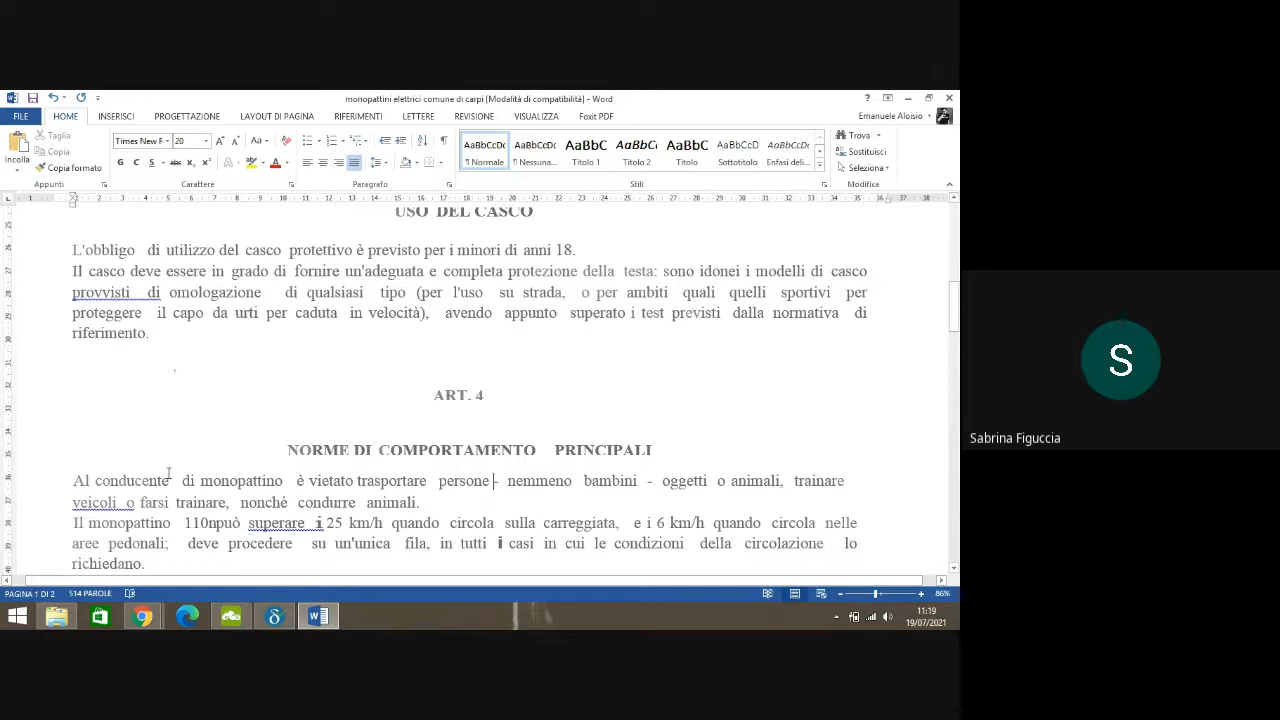 monopattini elettrici comune di carpi [Modalità di compatibilità] - Word
FILE HOME INSERISCI PROGETTAZIONE LAYOUT DI PAGINA RIFERIMENTI LETTERE REVISIONE VISUALIZZA Foxit PDF Emanuele Aloisio
Incolla
Taglia
Copia
Copia formato
Appunti
Times New F 20
G C S abc X₂ X²
Carattere
Paragrafo
AaBbCcDc AaBbCcDc AaBbC AaBbCc AaBbC AaBbCcD AaBbCcDc
¶ Normale ¶ Nessuna... Titolo 1 Titolo 2 Titolo Sottotitolo Enfasi deli...
Stili
Trova
Sostituisci
Seleziona
Modifica
USO DEL CASCO
L'obbligo di utilizzo del casco protettivo è previsto per i minori di anni 18.
Il casco deve essere in grado di fornire un'adeguata e completa protezione della testa: sono idonei i modelli di casco
provvisti di omologazione di qualsiasi tipo (per l'uso su strada, o per ambiti quali quelli sportivi per
proteggere il capo da urti per caduta in velocità), avendo appunto superato i test previsti dalla normativa di
riferimento.
ART. 4
NORME DI COMPORTAMENTO PRINCIPALI
Al conducente di monopattino è vietato trasportare persone - nemmeno bambini - oggetti o animali, trainare
veicoli o farsi trainare, nonché condurre animali.
Il monopattino 110npuò superare i 25 km/h quando circola sulla carreggiata, e i 6 km/h quando circola nelle
aree pedonali; deve procedere su un'unica fila, in tutti i casi in cui le condizioni della circolazione lo
richiedano.
PAGINA 1 DI 2 514 PAROLE 86%
11:19
19/07/2021
S
Sabrina Figuccia